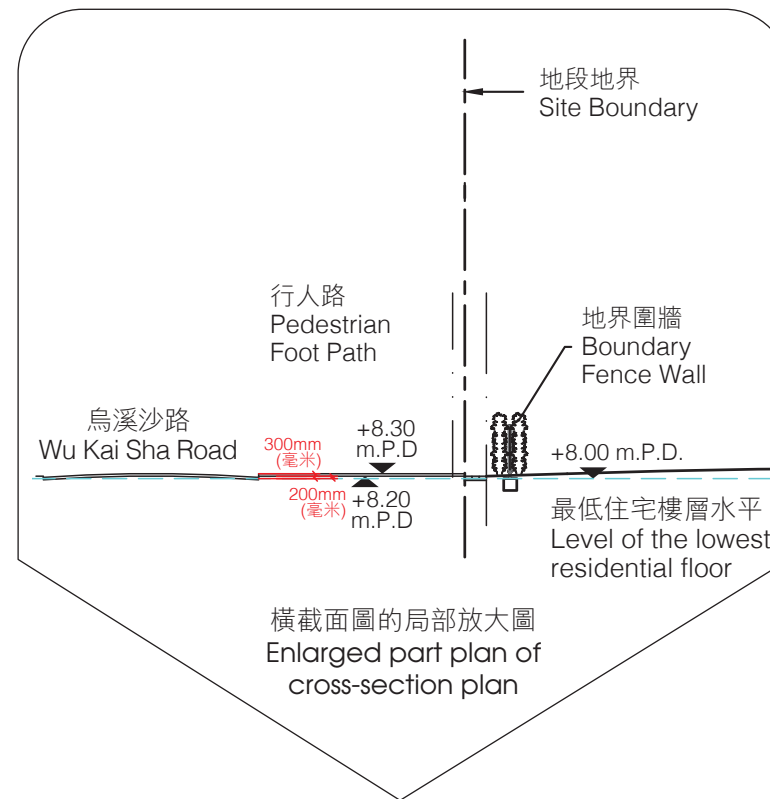 地段地界
Site Boundary
行人路
Pedestrian
Foot Path
地界圍牆
Boundary
Fence Wall
烏溪沙路
Wu Kai Sha Road
300mm
(毫米)
+8.30
m.P.D
+8.00 m.P.D.
200mm
(毫米)
+8.20
m.P.D
最低住宅樓層水平
Level of the lowest
residential floor
橫截面圖的局部放大圖
Enlarged part plan of
cross-section plan